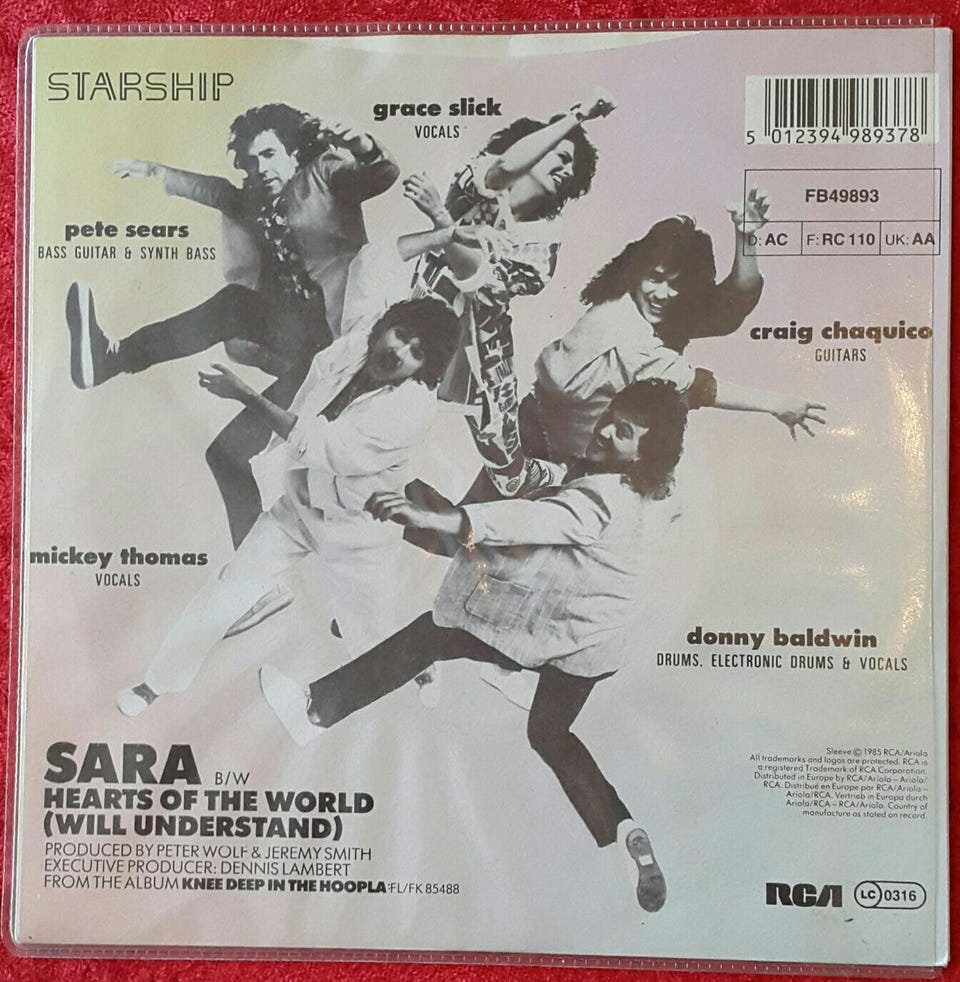 STARSHIP
grace slick
VOCALS
5 012394 989378
FB49893
D: AC F: RC 110 UK: AA
pete sears
BASS GUITAR & SYNTH BASS
craig chaquico
GUITARS
mickey thomas
VOCALS
donny baldwin
DRUMS, ELECTRONIC DRUMS & VOCALS
SARA B/W
HEARTS OF THE WORLD
(WILL UNDERSTAND)
PRODUCED BY PETER WOLF & JEREMY SMITH
EXECUTIVE PRODUCER: DENNIS LAMBERT
FROM THE ALBUM KNEE DEEP IN THE HOOPLA:FL/FK 85488
Sleeve © 1985 RCA/Ariola
All trademarks and logos are protected. RCA is
a registered Trademark of RCA Corporation.
Distributed in Europe by RCA/Ariola – Ariola/
RCA. Distribué en Europe par RCA/Ariola –
Ariola/RCA. Vertrieb in Europa durch
Ariola/RCA – RCA/Ariola. Country of
manufacture as stated on record.
RCA LC 0316